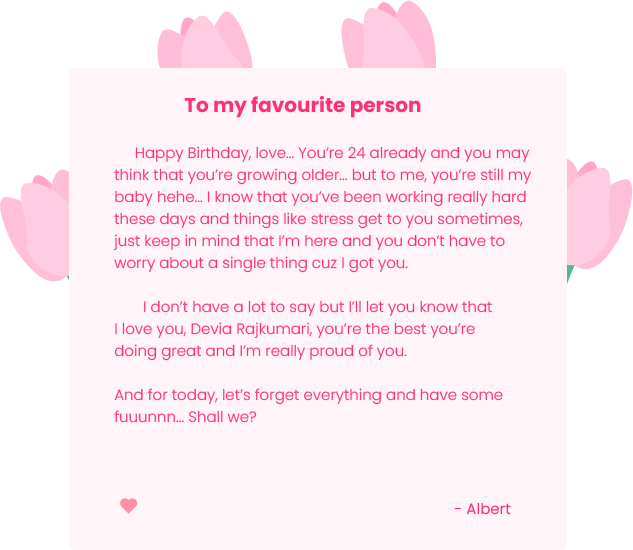 To my favourite person
Happy Birthday, love... You’re 24 already and you may
think that you’re growing older... but to me, you’re still my
baby hehe... I know that you’ve been working really hard
these days and things like stress get to you sometimes,
just keep in mind that I’m here and you don’t have to
worry about a single thing cuz I got you.
I don’t have a lot to say but I’ll let you know that
I love you, Devia Rajkumari, you’re the best you’re
doing great and I’m really proud of you.
And for today, let’s forget everything and have some
fuuunnn... Shall we?
- Albert